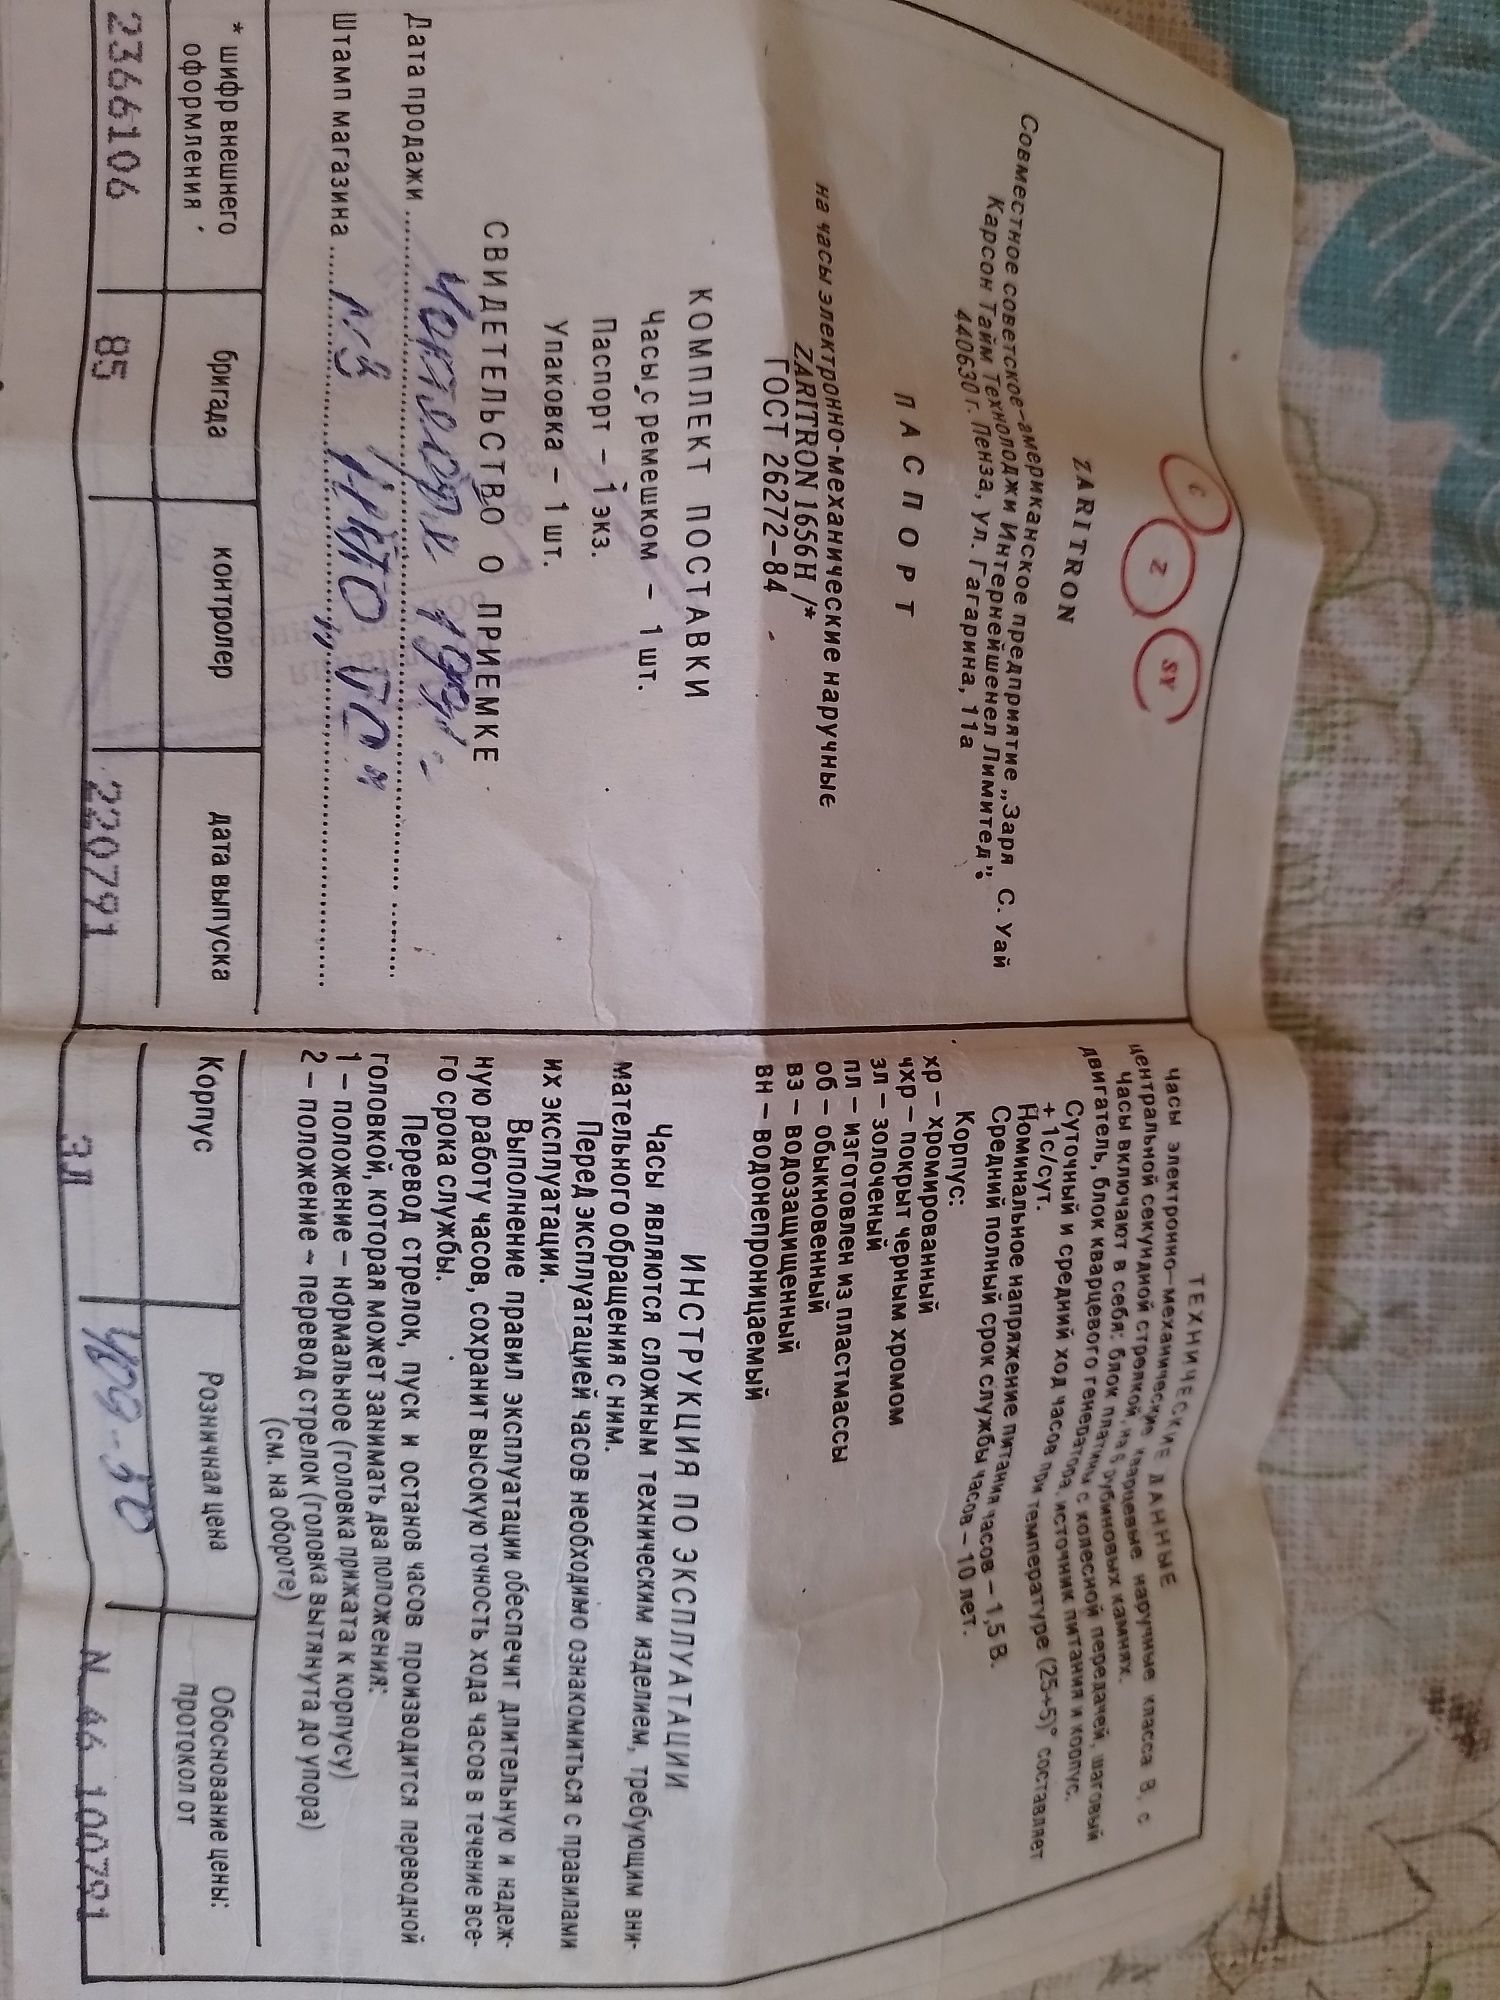 C
Z
SY
ZARITRON
Совместное советское-американское предприятие „Заря С. Уай
Карсон Тайм Технолоджи Интернейшенел Лимитед".
440630 г. Пенза, ул. Гагарина, 11а
ПАСПОРТ
на часы электронно-механические наручные
ZARITRON 1656Н /*
ГОСТ 26272-84
КОМПЛЕКТ ПОСТАВКИ
Часы с ремешком – 1 шт.
Паспорт – 1 экз.
Упаковка – 1 шт.
СВИДЕТЕЛЬСТВО О ПРИЕМКЕ
Дата продажи
Штамп магазина
* шифр внешнего оформления
бригада
контролер
дата выпуска
2366106
85
220791
ТЕХНИЧЕСКИЕ ДАННЫЕ
Часы электронно-механические кварцевые наручные класса В, с
центральной секундной стрелкой, на 6 рубиновых камнях.
Часы включают в себя: блок платины с колесной передачей, шаговый
двигатель, блок кварцевого генератора, источник питания и корпус.
Суточный и средний ход часов при температуре (25+5)° составляет
+ 1с/сут.
Номинальное напряжение питания часов – 1,5 В.
Средний полный срок службы часов – 10 лет.
Корпус:
хр – хромированный
чхр – покрыт черным хромом
зл – золоченый
пл – изготовлен из пластмассы
об – обыкновенный
вз – водозащищенный
вн – водонепроницаемый
ИНСТРУКЦИЯ ПО ЭКСПЛУАТАЦИИ
Часы являются сложным техническим изделием, требующим вни-
мательного обращения с ним.
Перед эксплуатацией часов необходимо ознакомиться с правилами
их эксплуатации.
Выполнение правил эксплуатации обеспечит длительную и надеж-
ную работу часов, сохранит высокую точность хода часов в течение все-
го срока службы.
Перевод стрелок, пуск и останов часов производится переводной
головкой, которая может занимать два положения:
1 – положение – нормальное (головка прижата к корпусу)
2 – положение – перевод стрелок (головка вытянута до упора)
(см. на обороте)
Корпус
Розничная цена
Обоснование цены:
протокол от
ЗЛ
109-50
N 44 100791